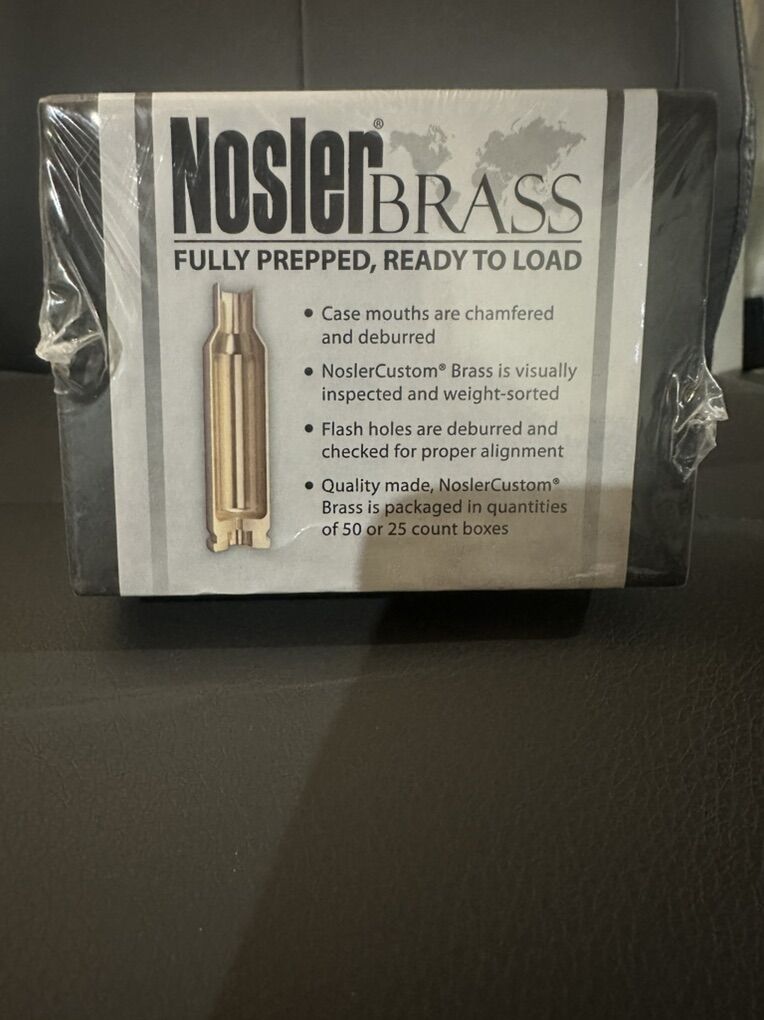 Nosler® BRASS
FULLY PREPPED, READY TO LOAD
• Case mouths are chamfered
and deburred
• NoslerCustom® Brass is visually
inspected and weight-sorted
• Flash holes are deburred and
checked for proper alignment
• Quality made, NoslerCustom®
Brass is packaged in quantities
of 50 or 25 count boxes